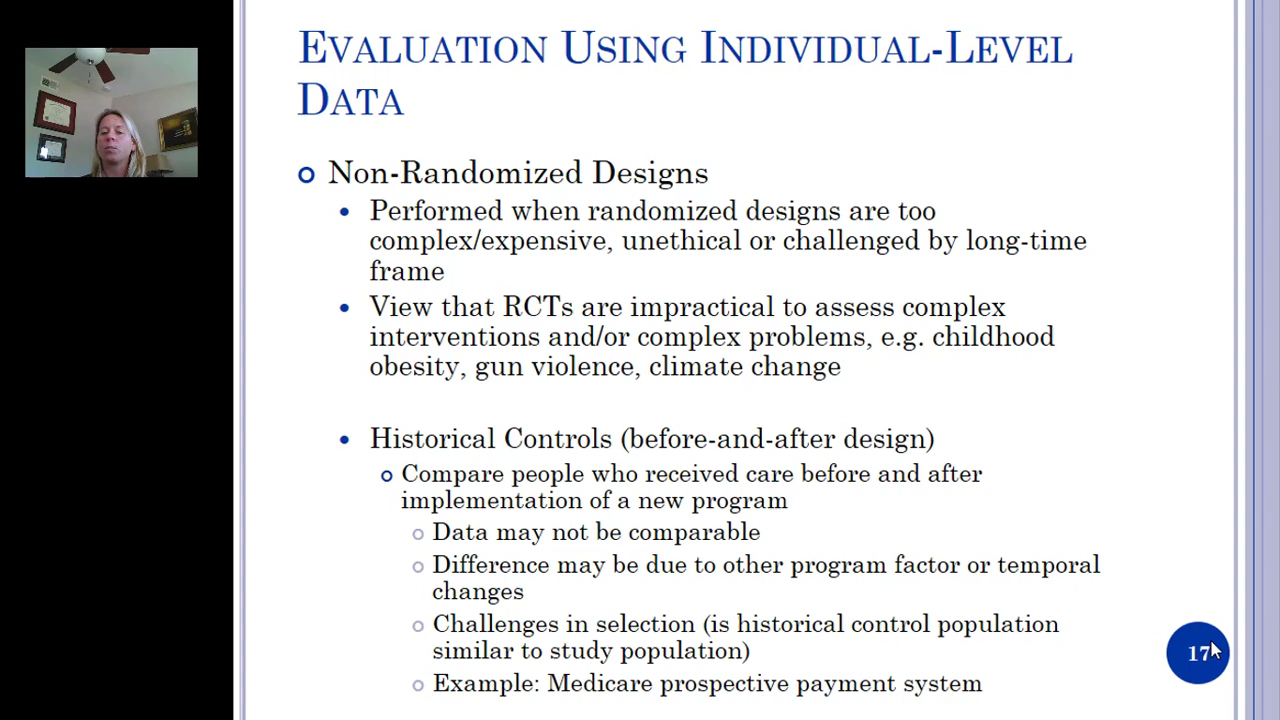 EVALUATION USING INDIVIDUAL-LEVEL
DATA
Non-Randomized Designs
Performed when randomized designs are too
complex/expensive, unethical or challenged by long-time
frame
View that RCTs are impractical to assess complex
interventions and/or complex problems, e.g. childhood
obesity, gun violence, climate change
Historical Controls (before-and-after design)
Compare people who received care before and after
implementation of a new program
Data may not be comparable
Difference may be due to other program factor or temporal
changes
Challenges in selection (is historical control population
similar to study population)
Example: Medicare prospective payment system
17